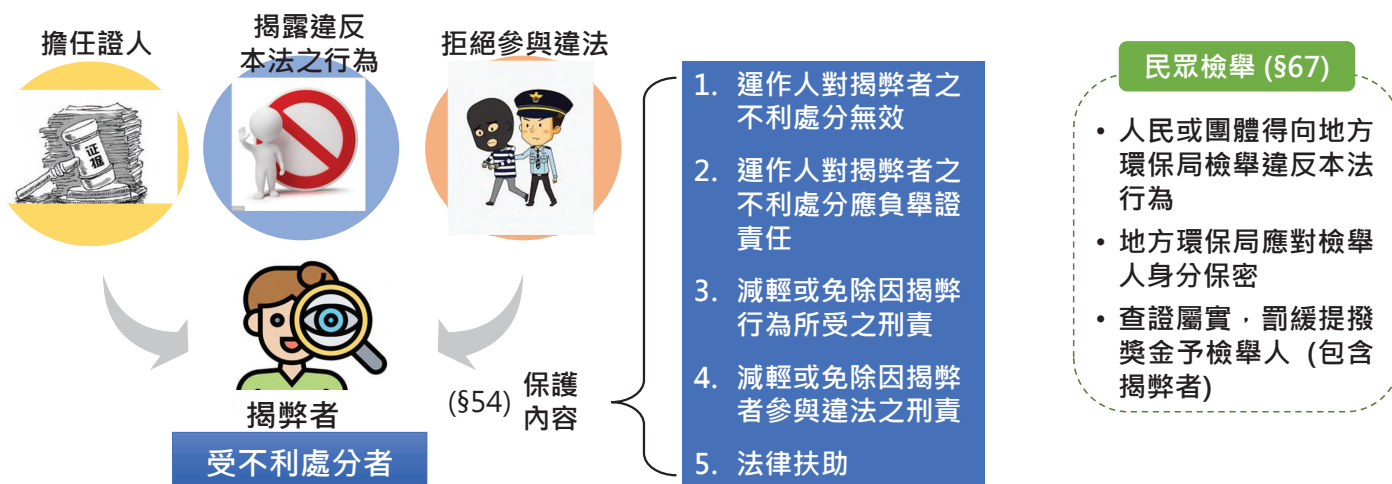 擔任證人
揭露違反
本法之行為
拒絕參與違法
证据
揭弊者
受不利處分者
(§54)
保護
內容
1. 運作人對揭弊者之
不利處分無效
2. 運作人對揭弊者之
不利處分應負舉證
責任
3. 減輕或免除因揭弊
行為所受之刑責
4. 減輕或免除因揭弊
者參與違法之刑責
5. 法律扶助
民眾檢舉 (§67)
• 人民或團體得向地方
環保局檢舉違反本法
行為
• 地方環保局應對檢舉
人身分保密
• 查證屬實，罰緩提撥
獎金予檢舉人 (包含
揭弊者)